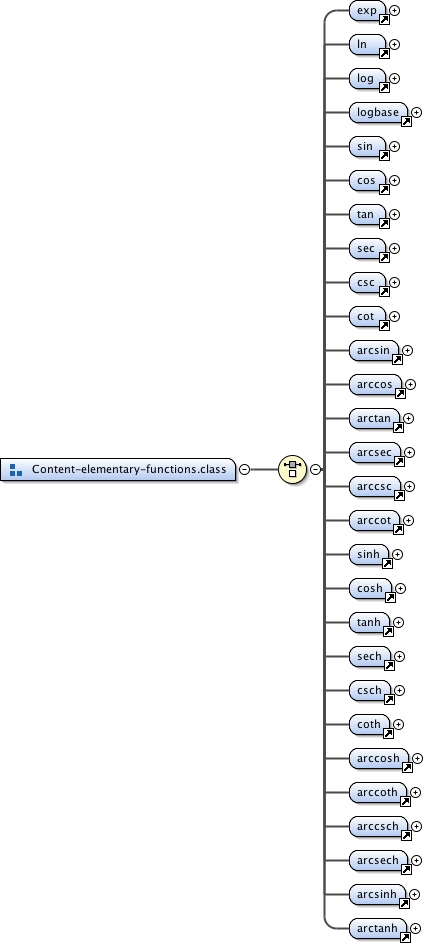 exp
ln
log
logbase
sin
cos
tan
sec
csc
cot
arcsin
arccos
arctan
arcsec
Content-elementary-functions.class
arccsc
arccot
sinh
cosh
tanh
sech
csch
coth
arccosh
arccoth
arccsch
arcsech
arcsinh
arctanh